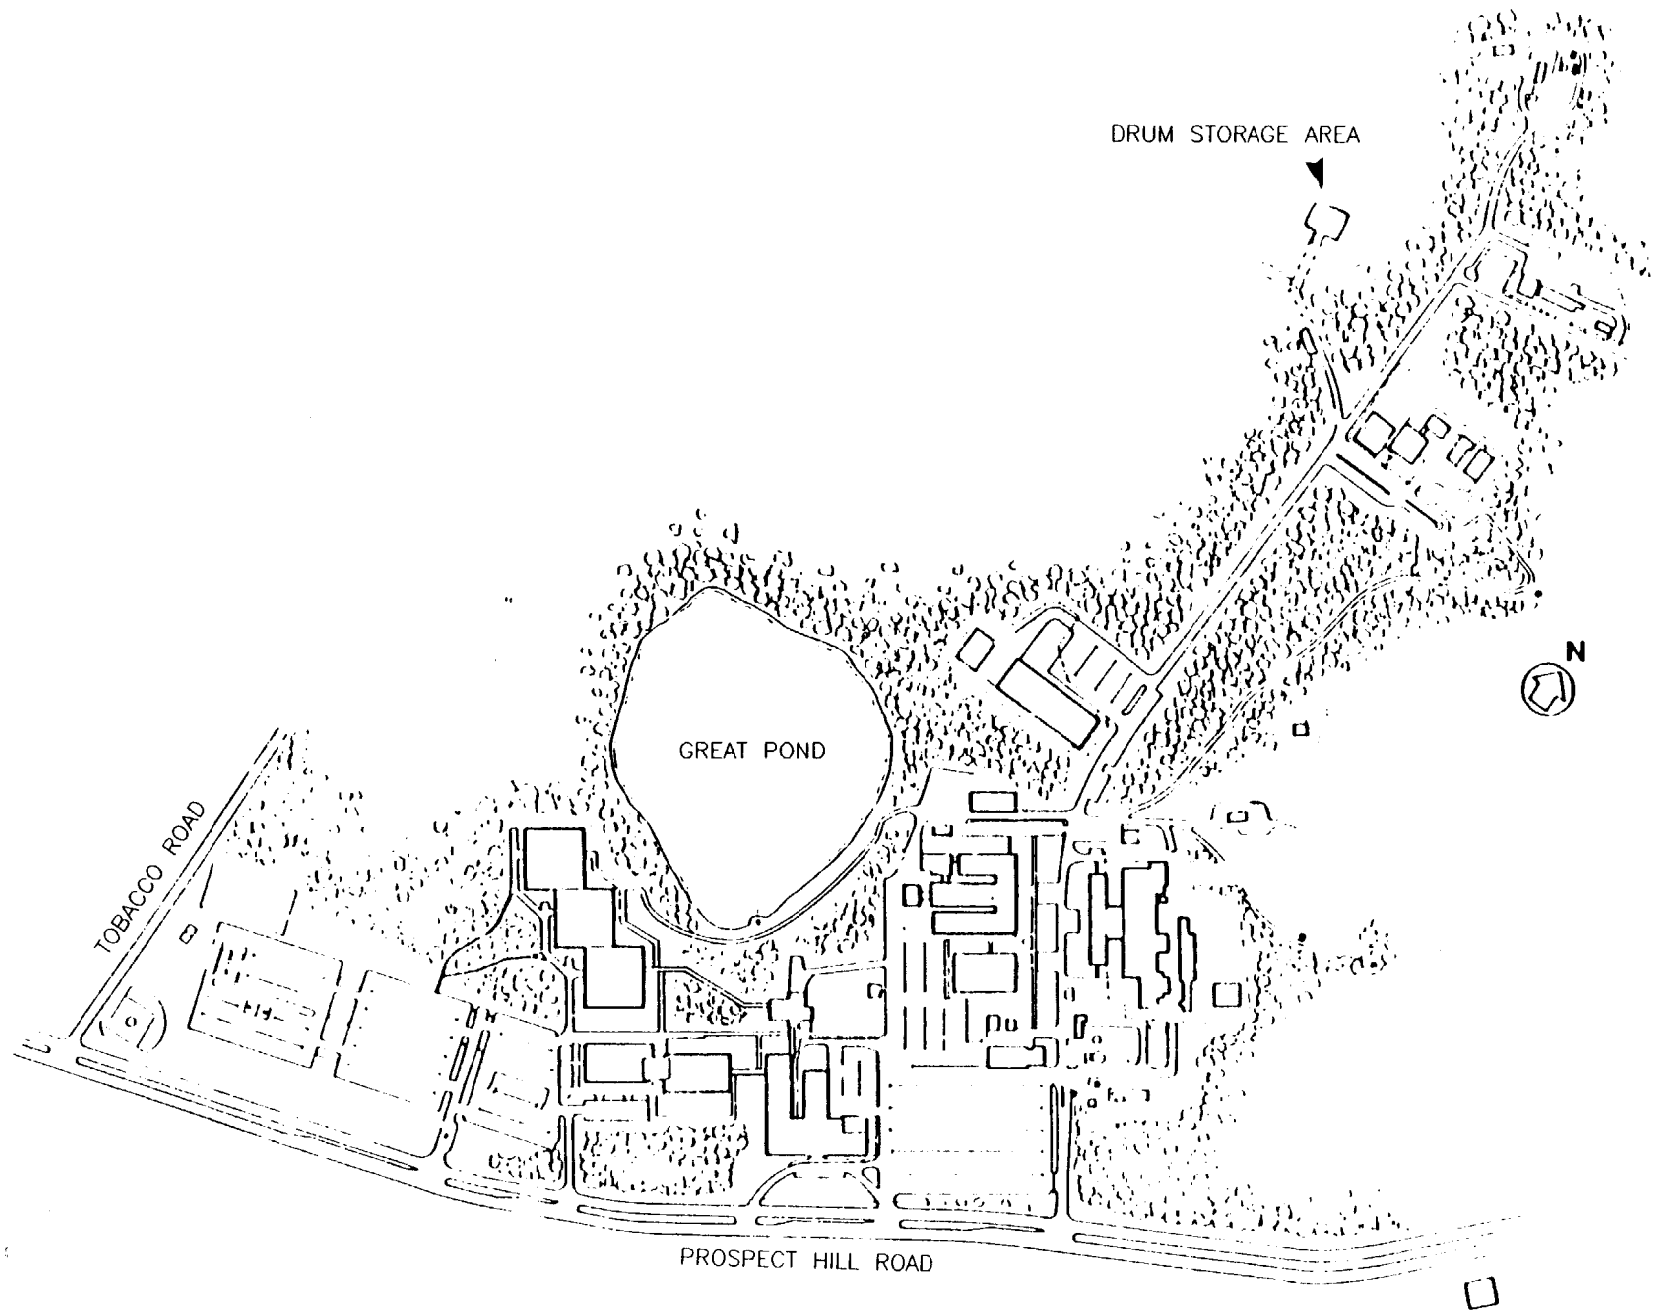 DRUM STORAGE AREA
N
GREAT POND
TOBACCO ROAD
PROSPECT HILL ROAD